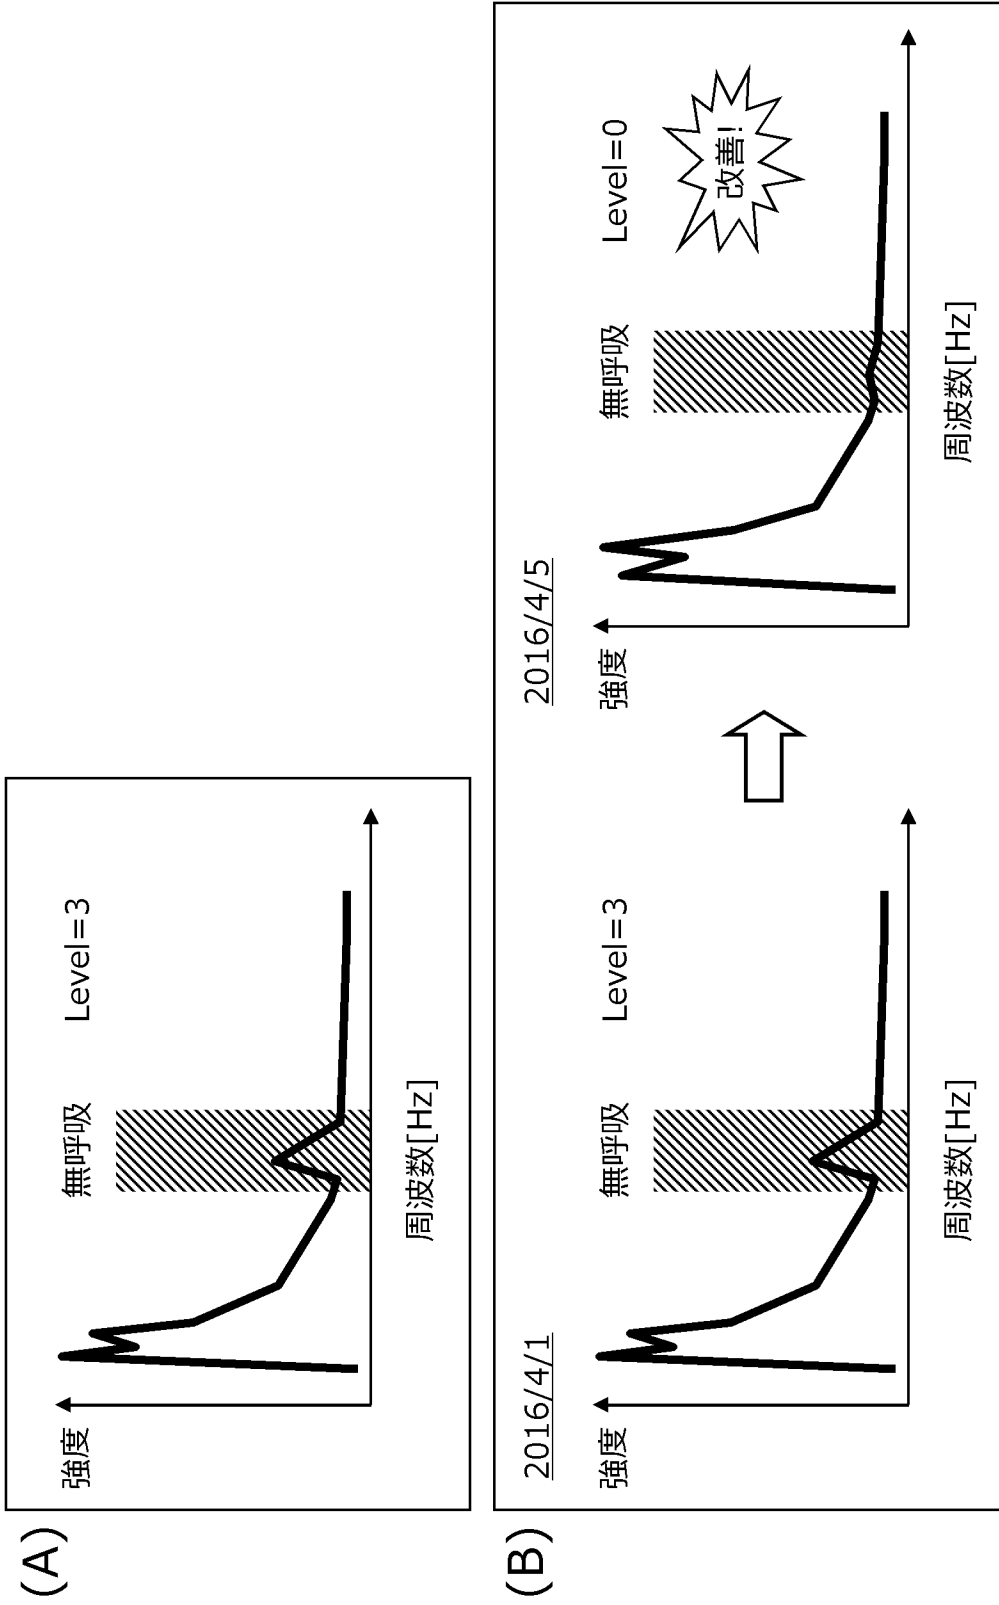 (A)
強度
無呼吸
Level=3
周波数[Hz]
(B)
2016/4/1
強度
無呼吸
Level=3
周波数[Hz]
2016/4/5
強度
無呼吸
Level=0
改善!
周波数[Hz]